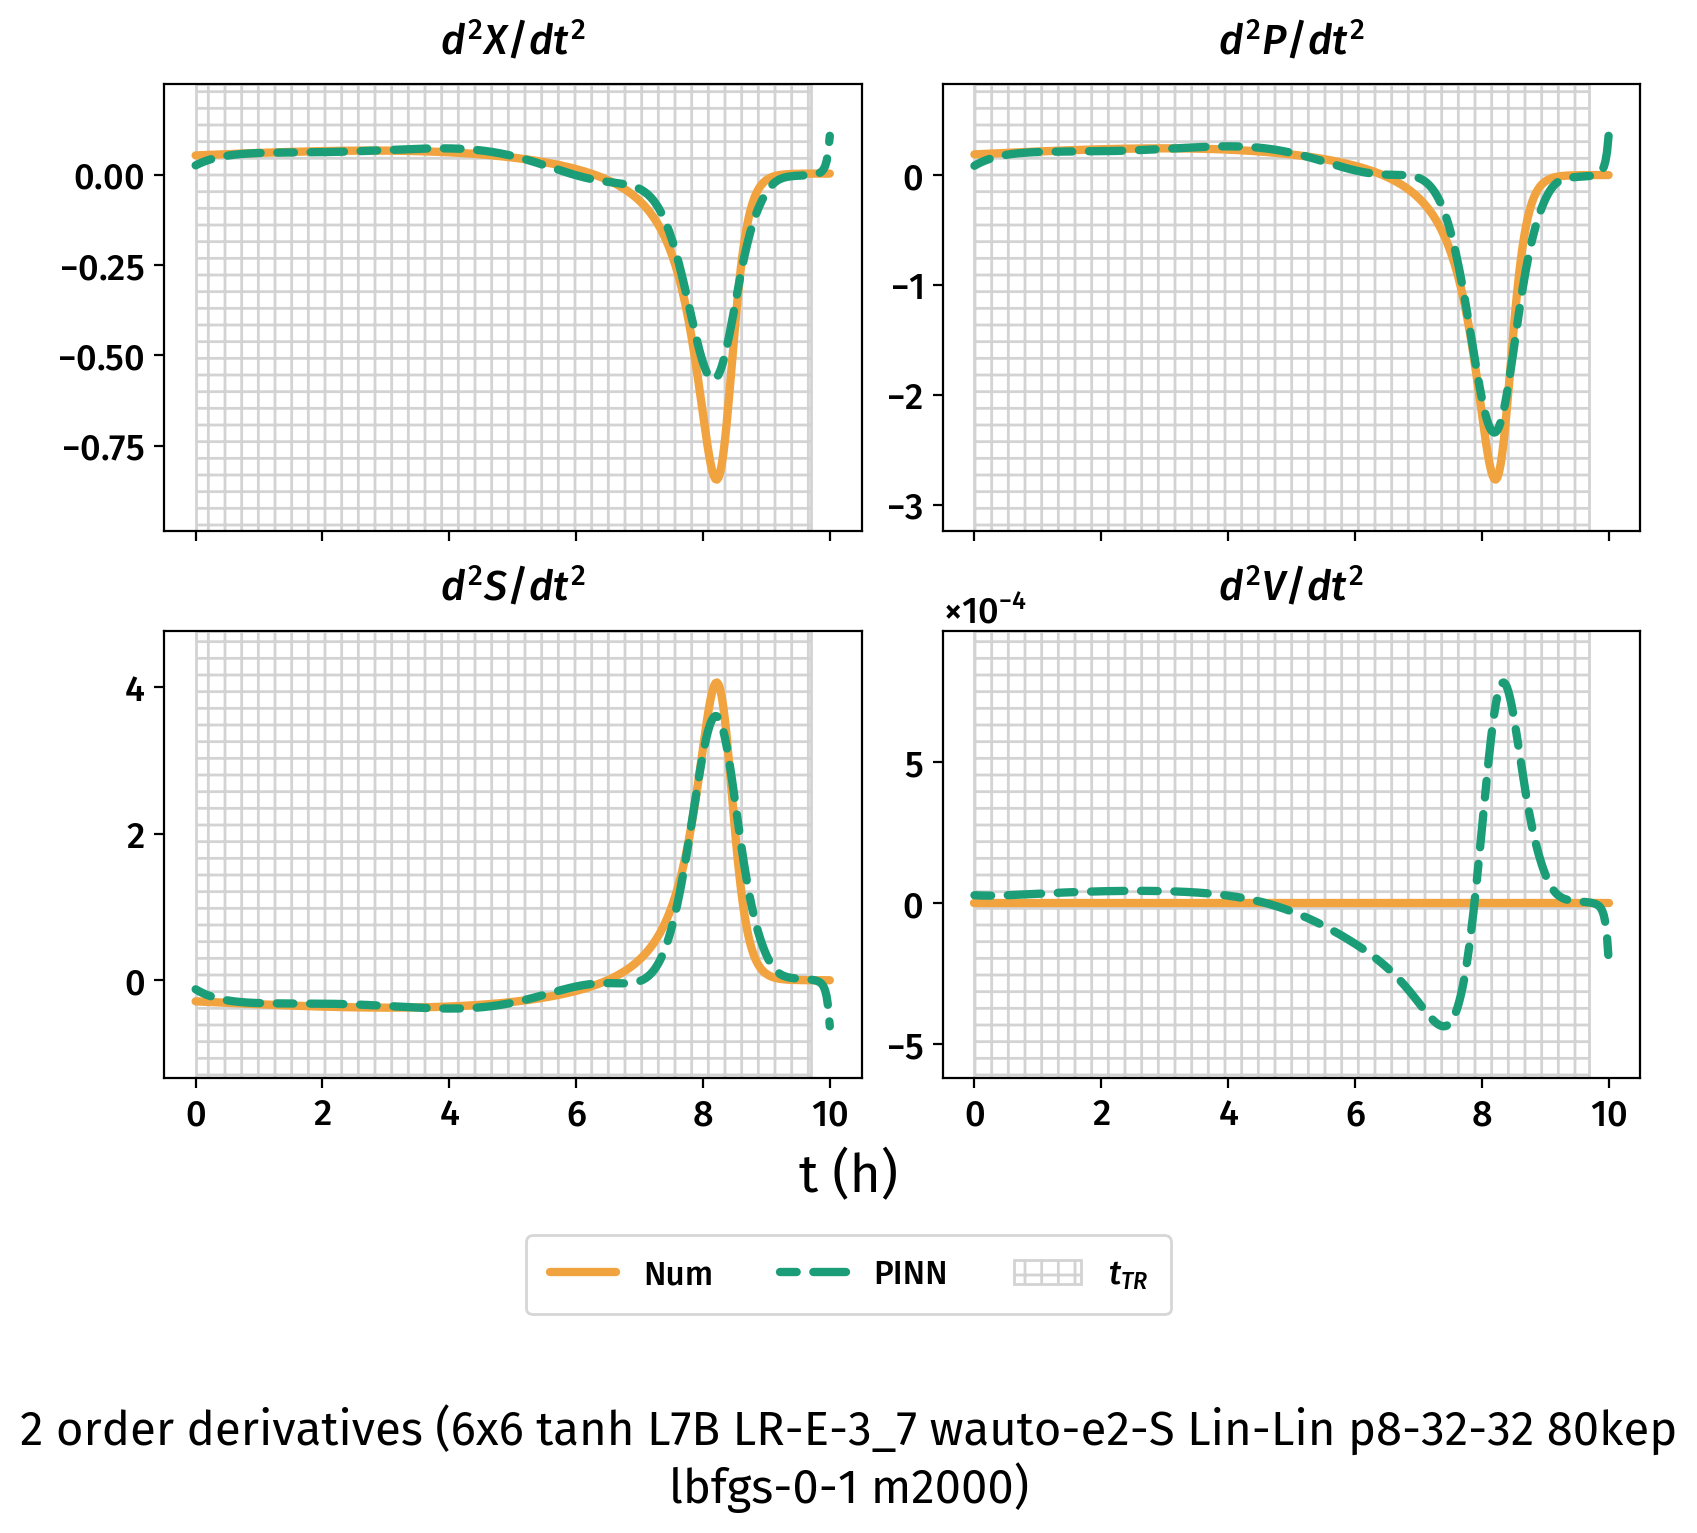 d²X/dt²
d²P/dt²
0.00
−0.25
−0.50
−0.75
0
−1
−2
−3
d²S/dt²
d²V/dt²
×10⁻⁴
4
2
0
5
0
−5
0 2 4 6 8 10
0 2 4 6 8 10
t (h)
Num PINN t_TR
2 order derivatives (6x6 tanh L7B LR-E-3_7 wauto-e2-S Lin-Lin p8-32-32 80kep
lbfgs-0-1 m2000)